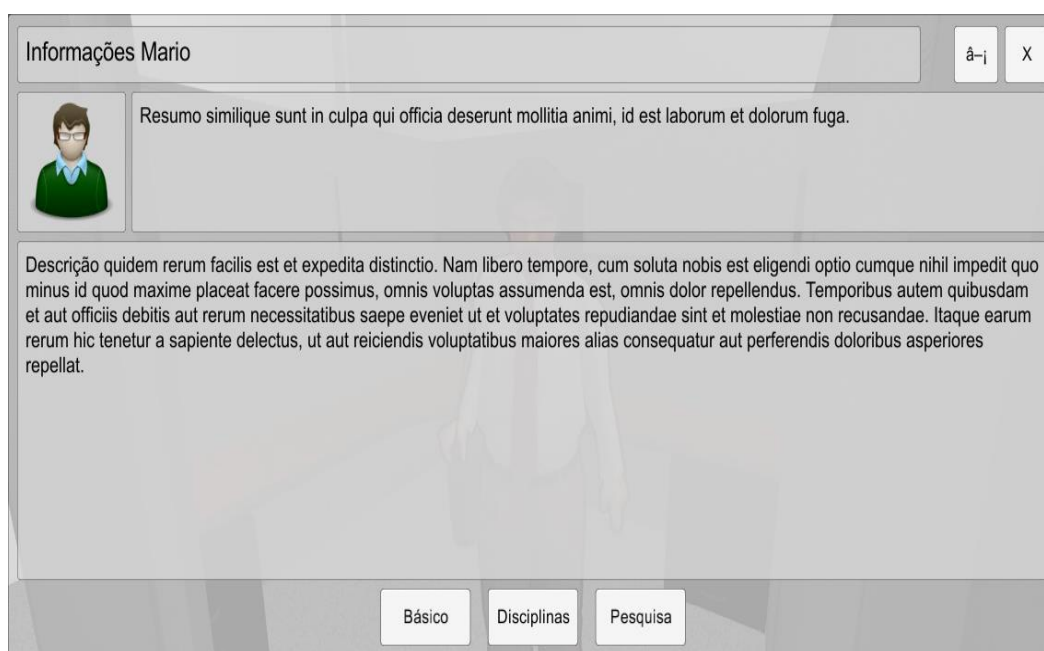 Informações Mario
â–¡
X
Resumo similique sunt in culpa qui officia deserunt mollitia animi, id est laborum et dolorum fuga.
Descrição quidem rerum facilis est et expedita distinctio. Nam libero tempore, cum soluta nobis est eligendi optio cumque nihil impedit quo
minus id quod maxime placeat facere possimus, omnis voluptas assumenda est, omnis dolor repellendus. Temporibus autem quibusdam
et aut officiis debitis aut rerum necessitatibus saepe eveniet ut et voluptates repudiandae sint et molestiae non recusandae. Itaque earum
rerum hic tenetur a sapiente delectus, ut aut reiciendis voluptatibus maiores alias consequatur aut perferendis doloribus asperiores
repellat.
Básico
Disciplinas
Pesquisa